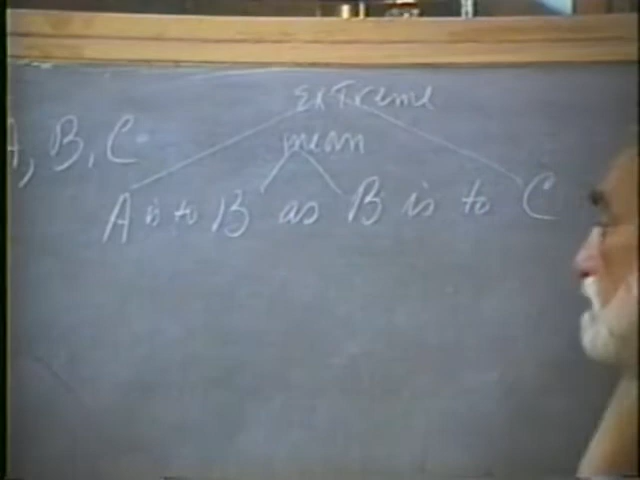 Extreme
A, B, C
mean
A is to B as B is to C